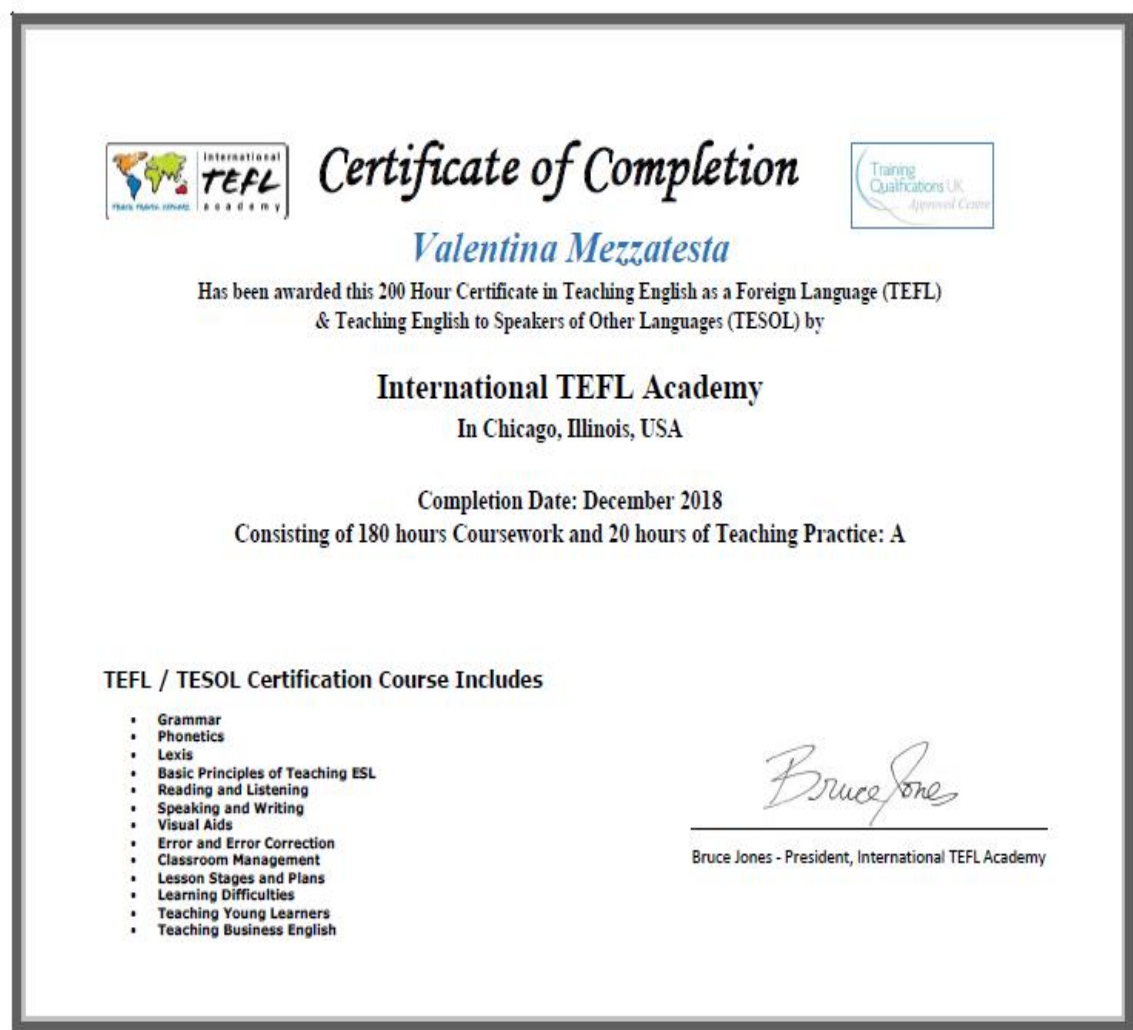 International
TEFL
academy
TEACH. TRAVEL. EXPLORE.
Certificate of Completion
Training
Qualifications UK
Approved Centre
Valentina Mezzatesta
Has been awarded this 200 Hour Certificate in Teaching English as a Foreign Language (TEFL)
& Teaching English to Speakers of Other Languages (TESOL) by
International TEFL Academy
In Chicago, Illinois, USA
Completion Date: December 2018
Consisting of 180 hours Coursework and 20 hours of Teaching Practice: A
TEFL / TESOL Certification Course Includes
• Grammar
• Phonetics
• Lexis
• Basic Principles of Teaching ESL
• Reading and Listening
• Speaking and Writing
• Visual Aids
• Error and Error Correction
• Classroom Management
• Lesson Stages and Plans
• Learning Difficulties
• Teaching Young Learners
• Teaching Business English
Bruce Jones
Bruce Jones - President, International TEFL Academy